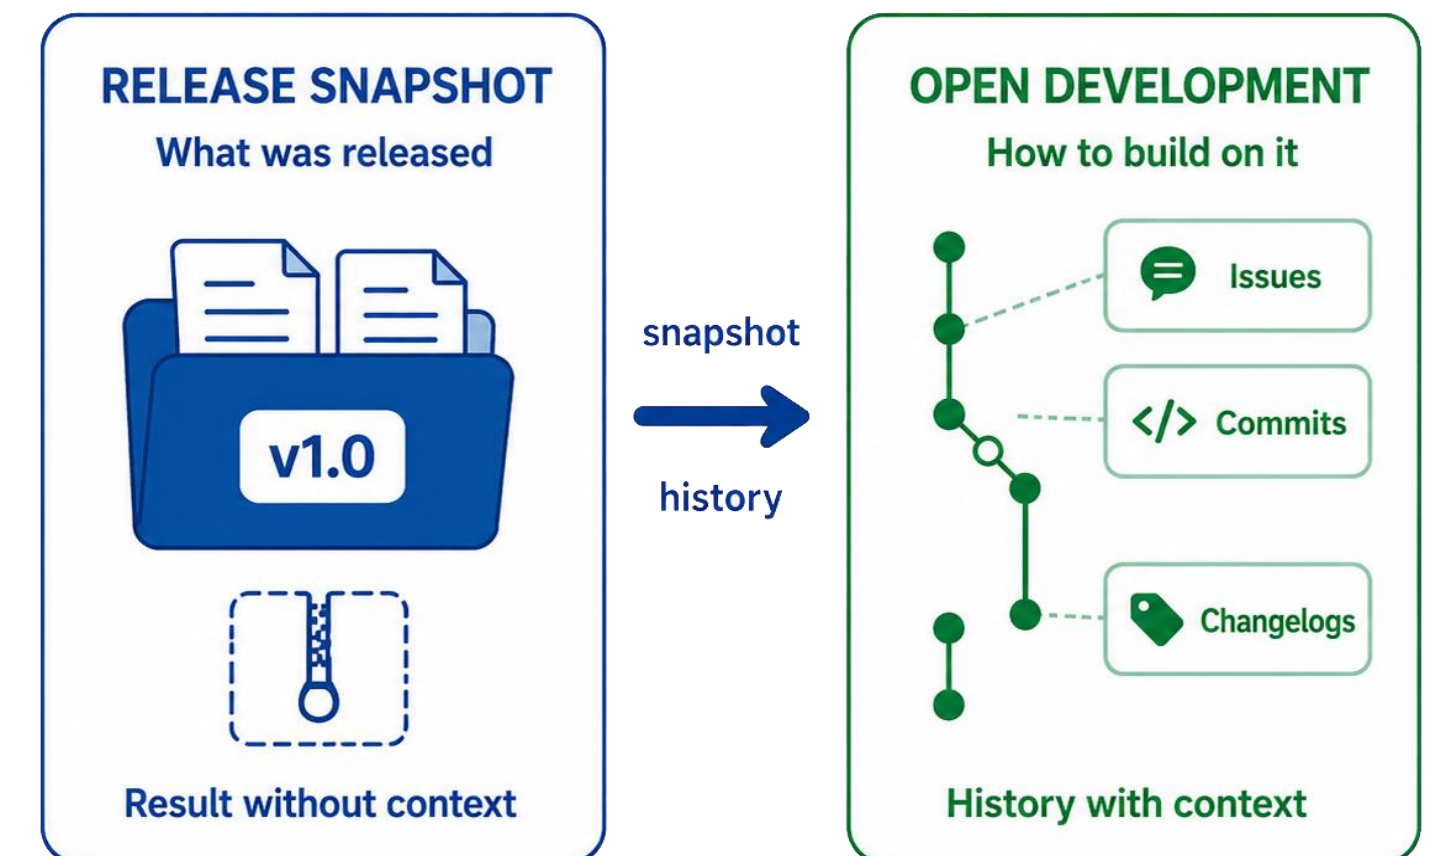 RELEASE SNAPSHOT
What was released
v1.0
Result without context
snapshot
history
OPEN DEVELOPMENT
How to build on it
Issues
</> Commits
Changelogs
History with context